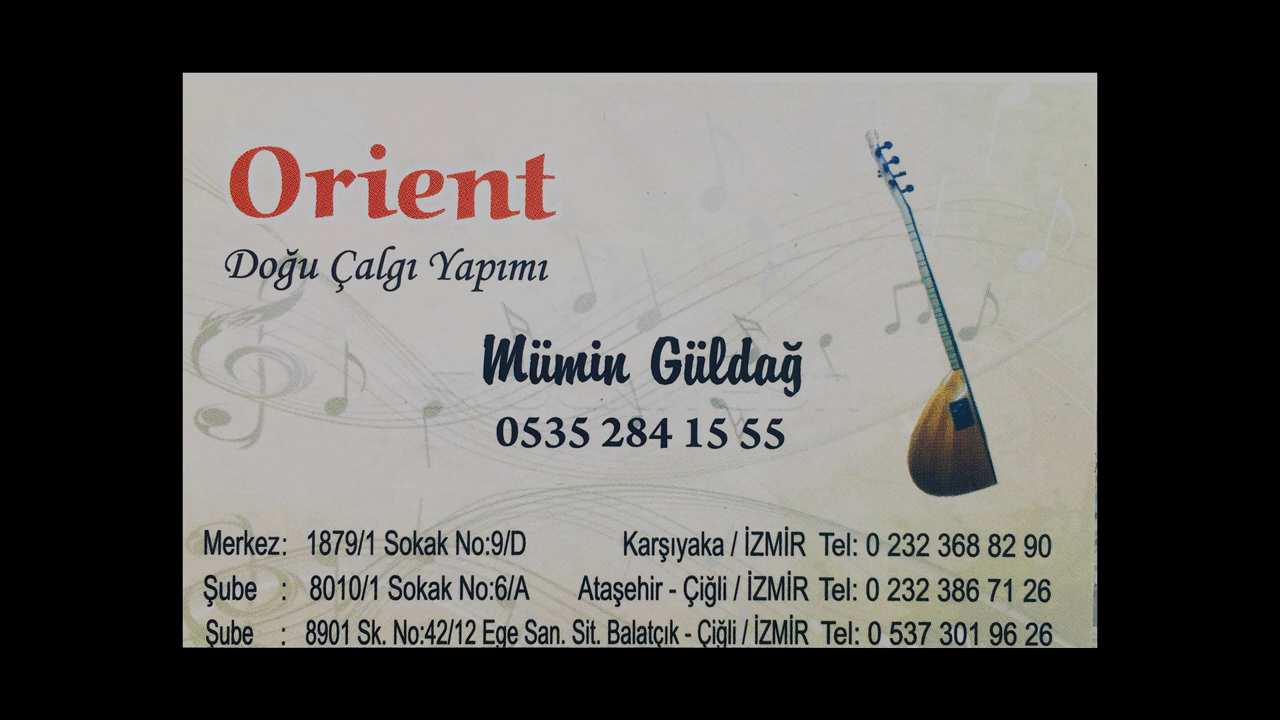 Orient
Doğu Çalgı Yapımı
Mümin Güldağ
0535 284 15 55
Merkez: 1879/1 Sokak No:9/D Karşıyaka / İZMİR Tel: 0 232 368 82 90
Şube : 8010/1 Sokak No:6/A Ataşehir - Çiğli / İZMİR Tel: 0 232 386 71 26
Şube : 8901 Sk. No:42/12 Ege San. Sit. Balatçık - Çiğli / İZMİR Tel: 0 537 301 96 26